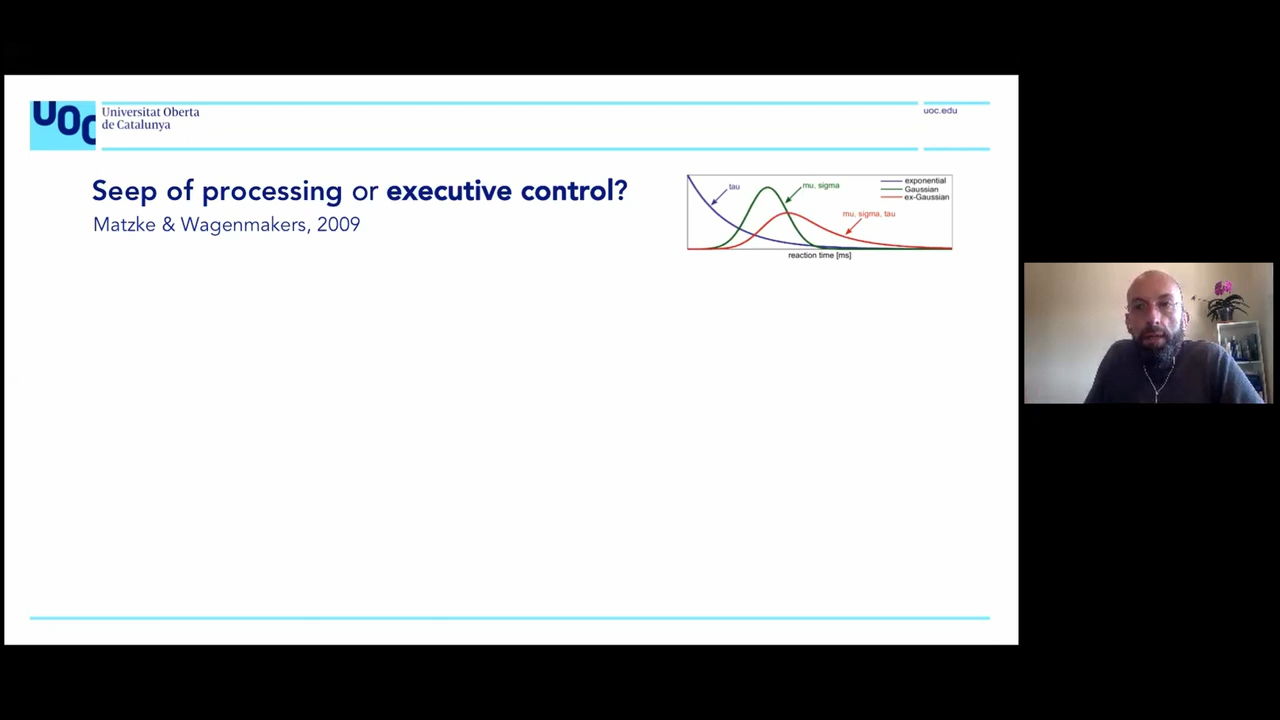 UOC
Universitat Oberta
de Catalunya
uoc.edu
Seep of processing or executive control?
Matzke & Wagenmakers, 2009
tau
mu, sigma
mu, sigma, tau
exponential
Gaussian
ex-Gaussian
reaction time [ms]